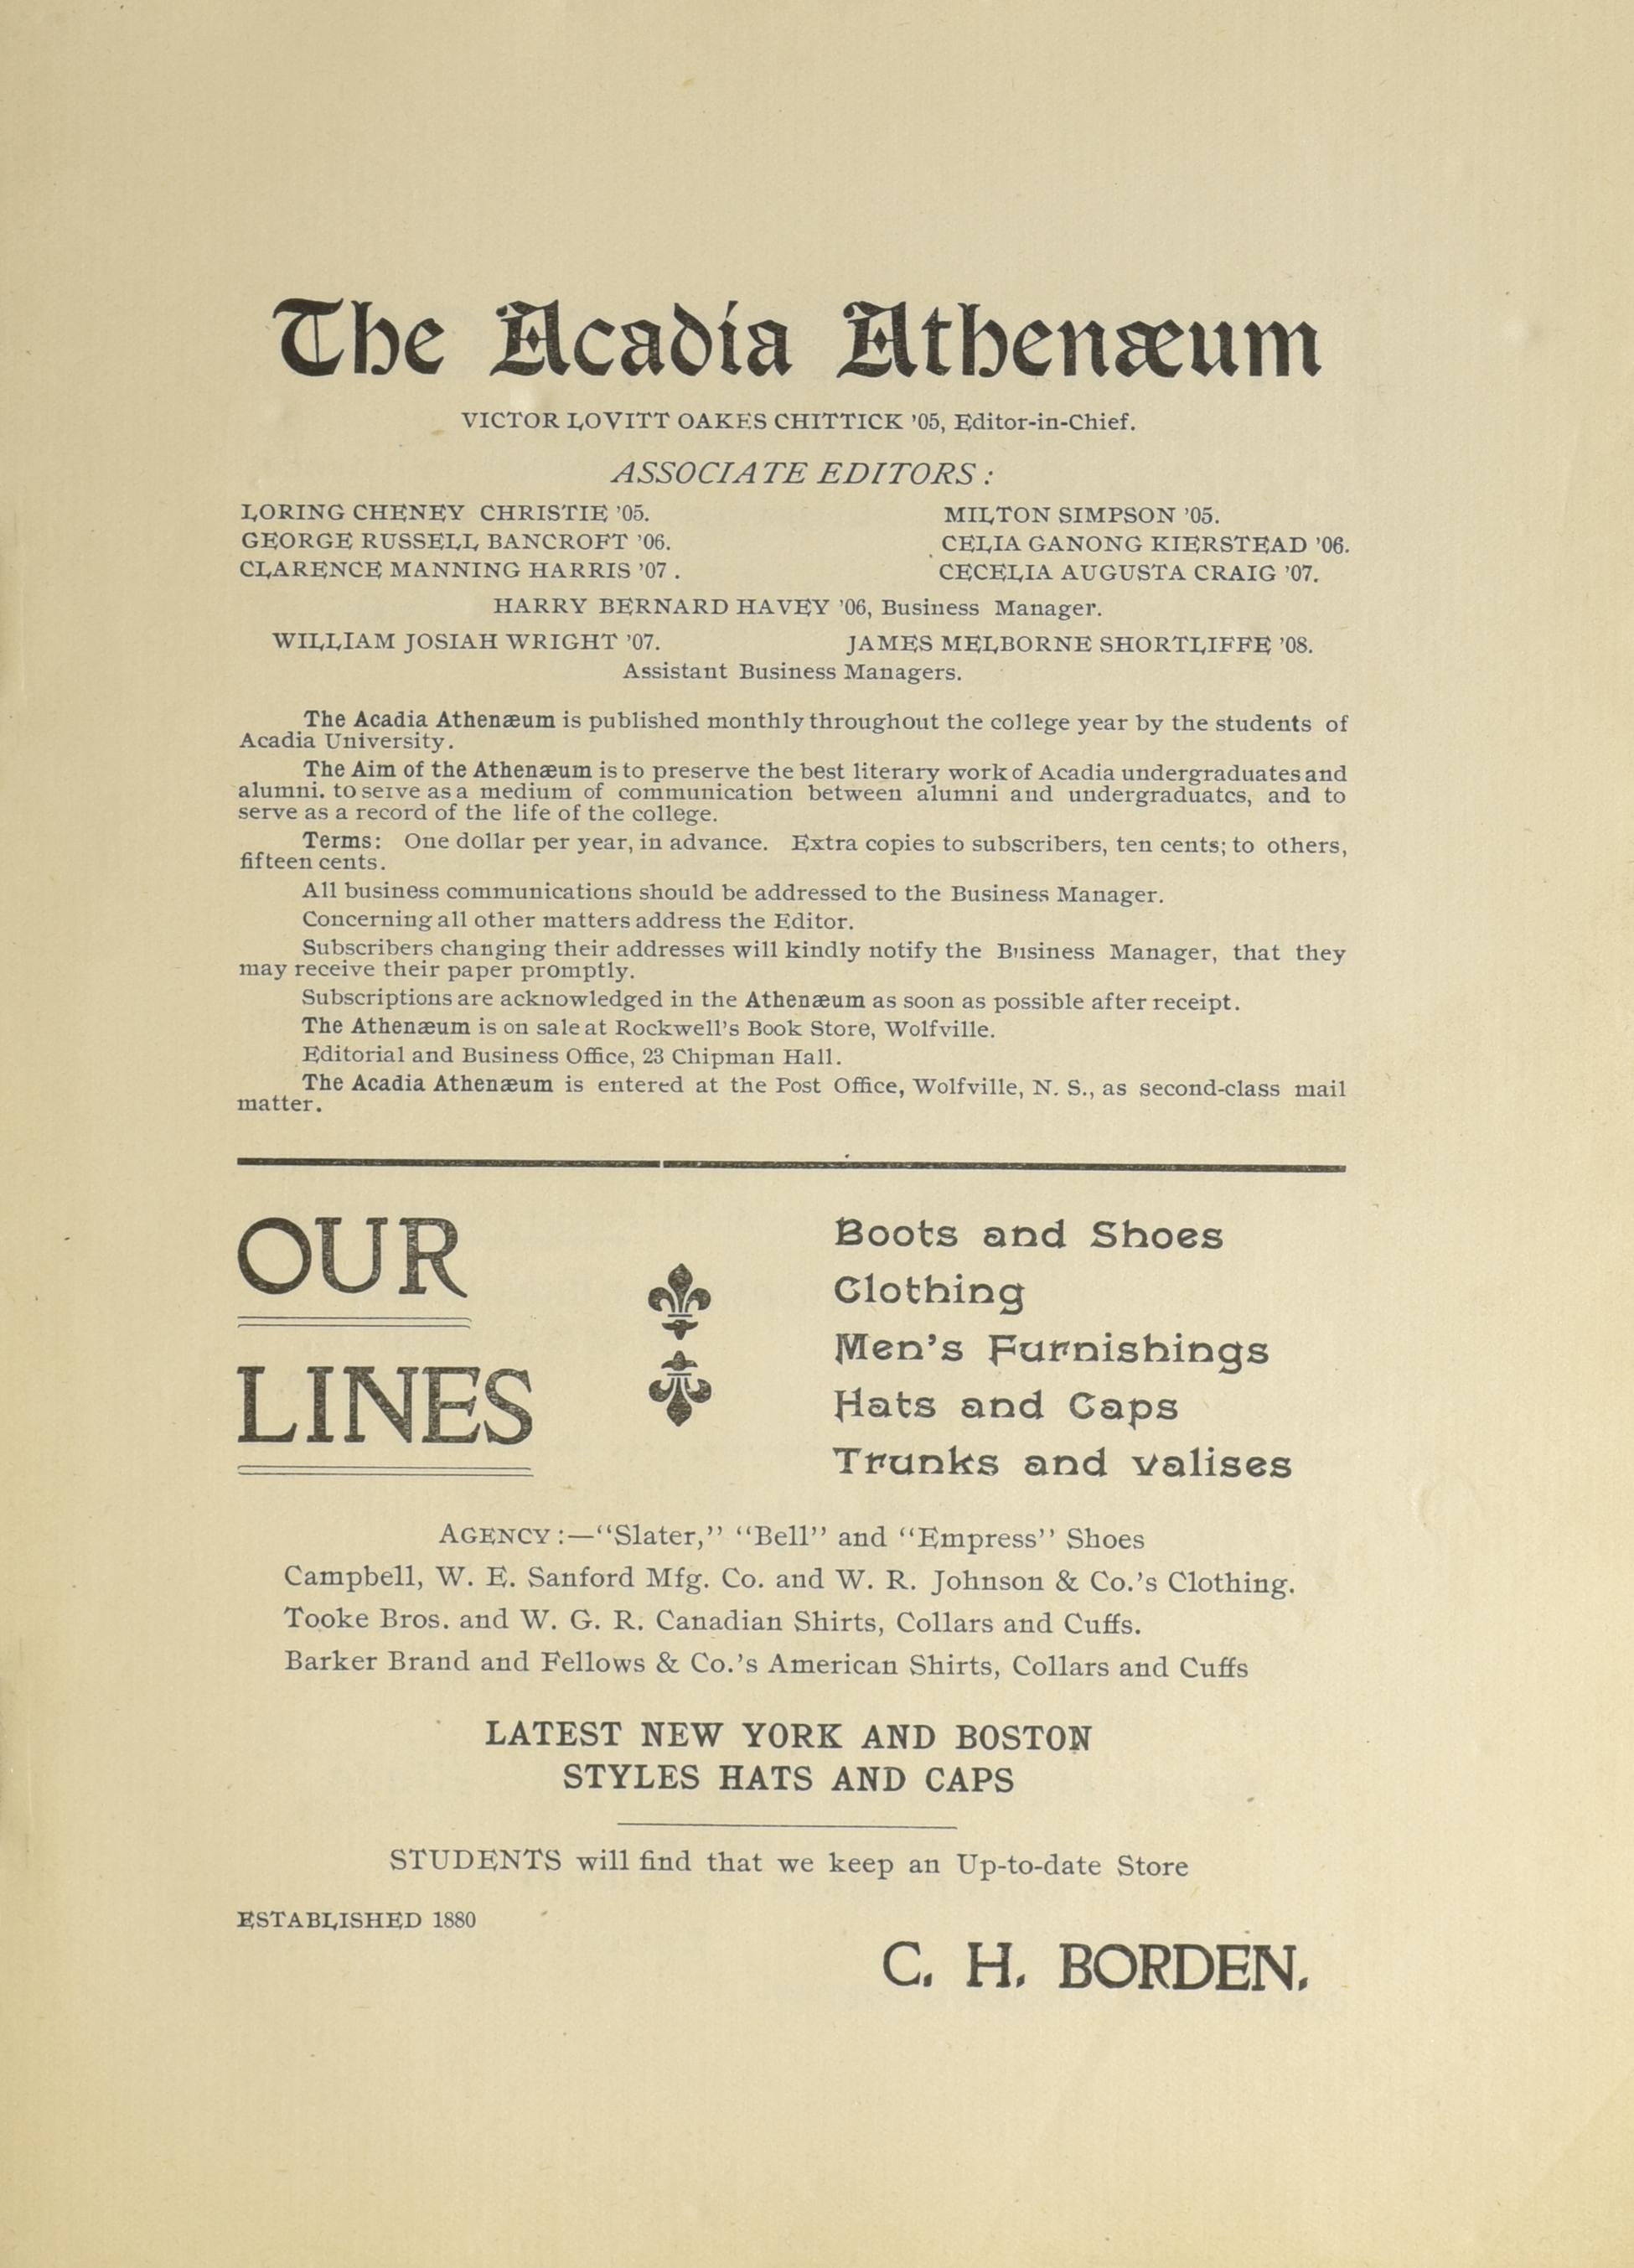 The Acadia Athenæum
VICTOR LOVITT OAKES CHITTICK '05, Editor-in-Chief.
ASSOCIATE EDITORS :
LORING CHENEY CHRISTIE '05. MILTON SIMPSON '05.
GEORGE RUSSELL BANCROFT '06. CELIA GANONG KIERSTEAD '06.
CLARENCE MANNING HARRIS '07 . CECELIA AUGUSTA CRAIG '07.
HARRY BERNARD HAVEY '06, Business Manager.
WILLIAM JOSIAH WRIGHT '07. JAMES MELBORNE SHORTLIFFE '08.
Assistant Business Managers.
The Acadia Athenæum is published monthly throughout the college year by the students of
Acadia University.
The Aim of the Athenæum is to preserve the best literary work of Acadia undergraduates and
alumni. to serve as a medium of communication between alumni and undergraduates, and to
serve as a record of the life of the college.
Terms: One dollar per year, in advance. Extra copies to subscribers, ten cents; to others,
fifteen cents.
All business communications should be addressed to the Business Manager.
Concerning all other matters address the Editor.
Subscribers changing their addresses will kindly notify the Business Manager, that they
may receive their paper promptly.
Subscriptions are acknowledged in the Athenæum as soon as possible after receipt.
The Athenæum is on sale at Rockwell's Book Store, Wolfville.
Editorial and Business Office, 23 Chipman Hall.
The Acadia Athenæum is entered at the Post Office, Wolfville, N. S., as second-class mail
matter.
OUR
LINES
Boots and Shoes
Clothing
Men's Furnishings
Hats and Caps
Trunks and valises
AGENCY :—"Slater," "Bell" and "Empress" Shoes
Campbell, W. E. Sanford Mfg. Co. and W. R. Johnson & Co.'s Clothing.
Tooke Bros. and W. G. R. Canadian Shirts, Collars and Cuffs.
Barker Brand and Fellows & Co.'s American Shirts, Collars and Cuffs
LATEST NEW YORK AND BOSTON
STYLES HATS AND CAPS
STUDENTS will find that we keep an Up-to-date Store
ESTABLISHED 1880
C. H. BORDEN.